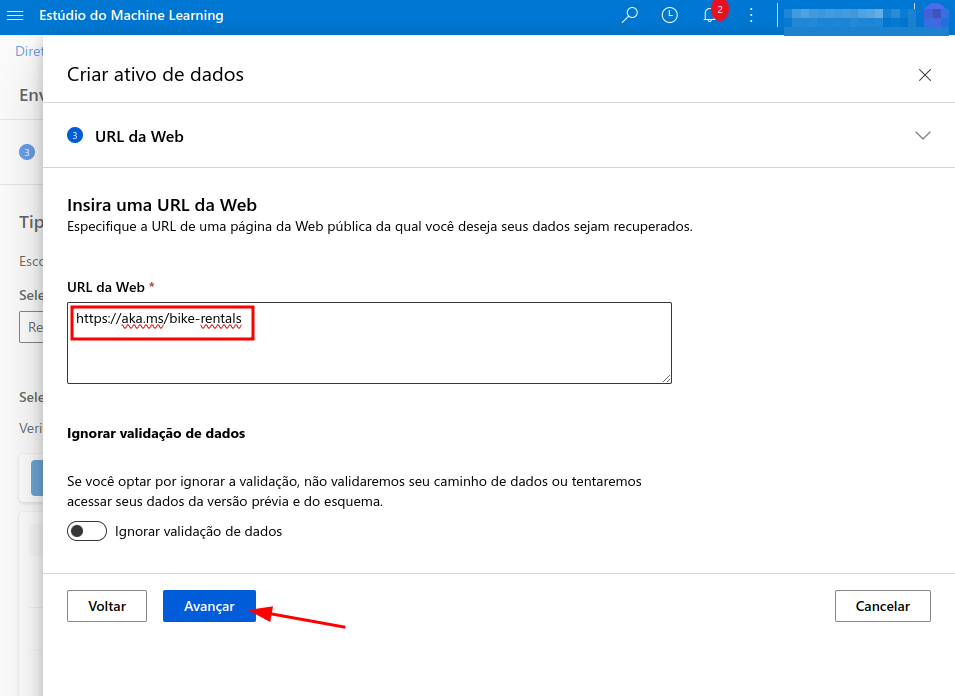 Estúdio do Machine Learning
2
Diret
Criar ativo de dados
Env
3
URL da Web
3
Insira uma URL da Web
Especifique a URL de uma página da Web pública da qual você deseja seus dados sejam recuperados.
Tip
Esco
URL da Web *
Sele
https://aka.ms/bike-rentals
Re
Sele
Veri
Ignorar validação de dados
Se você optar por ignorar a validação, não validaremos seu caminho de dados ou tentaremos
acessar seus dados da versão prévia e do esquema.
Ignorar validação de dados
Voltar
Avançar
Cancelar